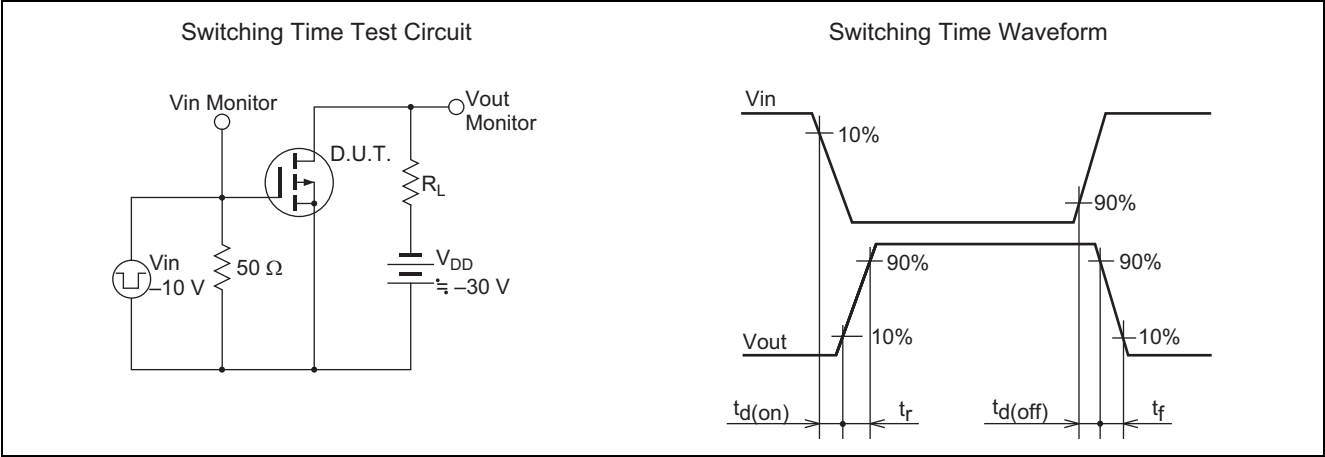 Switching Time Test Circuit
Vin Monitor
Vout
Monitor
D.U.T.
RL
Vin
–10 V
50 Ω
VDD
≒ –30 V
Switching Time Waveform
Vin
10%
90%
90%
90%
Vout
10%
10%
td(on)
tr
td(off)
tf